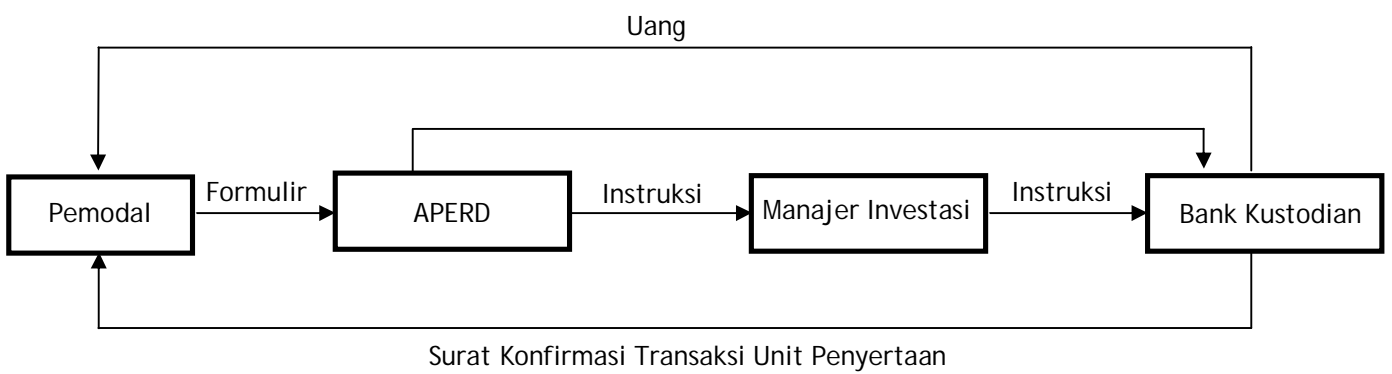 Uang
Formulir
Instruksi
Instruksi
Pemodal
APERD
Manajer Investasi
Bank Kustodian
Surat Konfirmasi Transaksi Unit Penyertaan